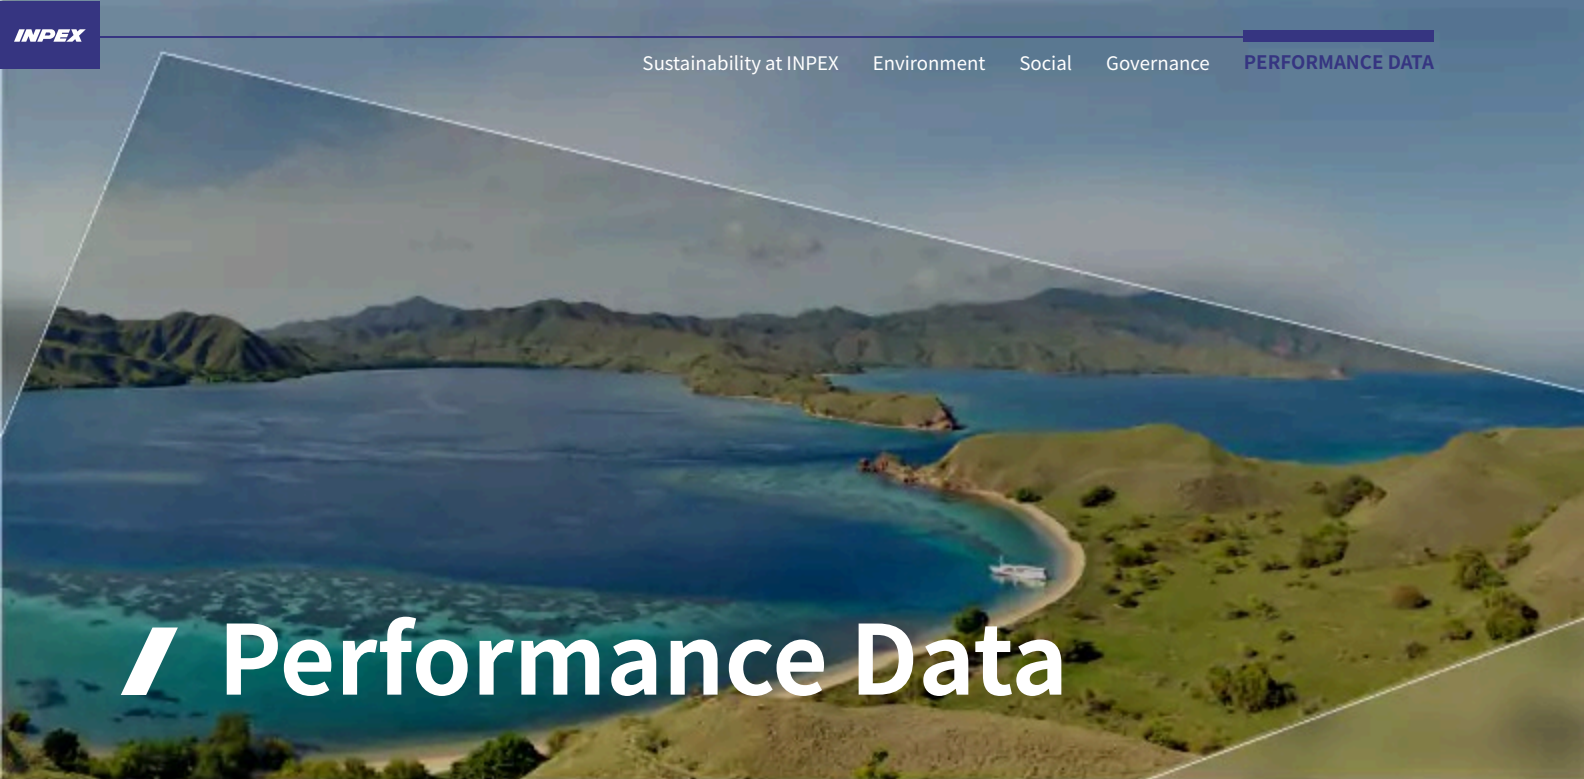 INPEX
Sustainability at INPEX Environment Social Governance PERFORMANCE DATA
Performance Data